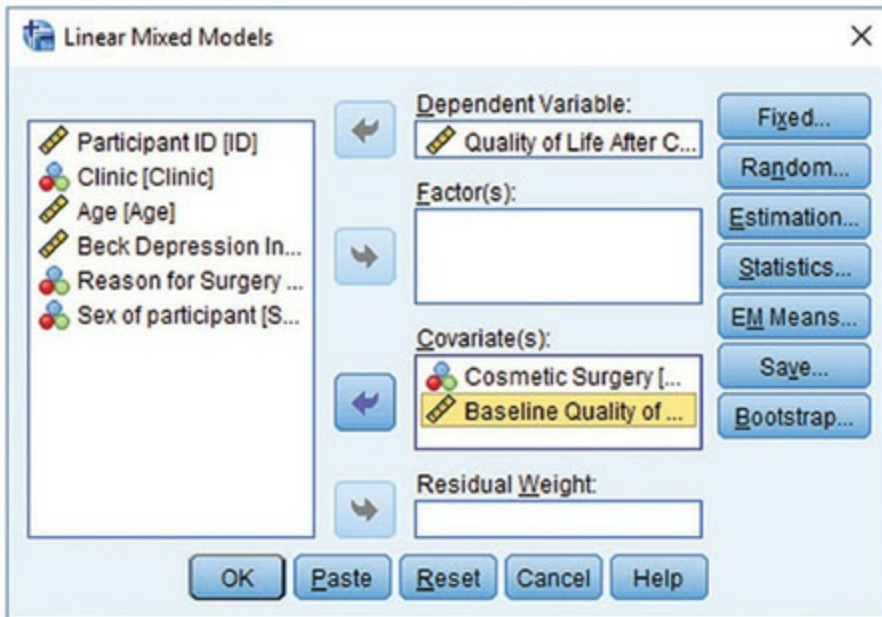 Linear Mixed Models
Participant ID [ID]
Clinic [Clinic]
Age [Age]
Beck Depression In...
Reason for Surgery ...
Sex of participant [S...
Dependent Variable:
Quality of Life After C...
Factor(s):
Covariate(s):
Cosmetic Surgery [...
Baseline Quality of ...
Residual Weight:
Fixed...
Random...
Estimation...
Statistics...
EM Means...
Save...
Bootstrap...
OK
Paste
Reset
Cancel
Help